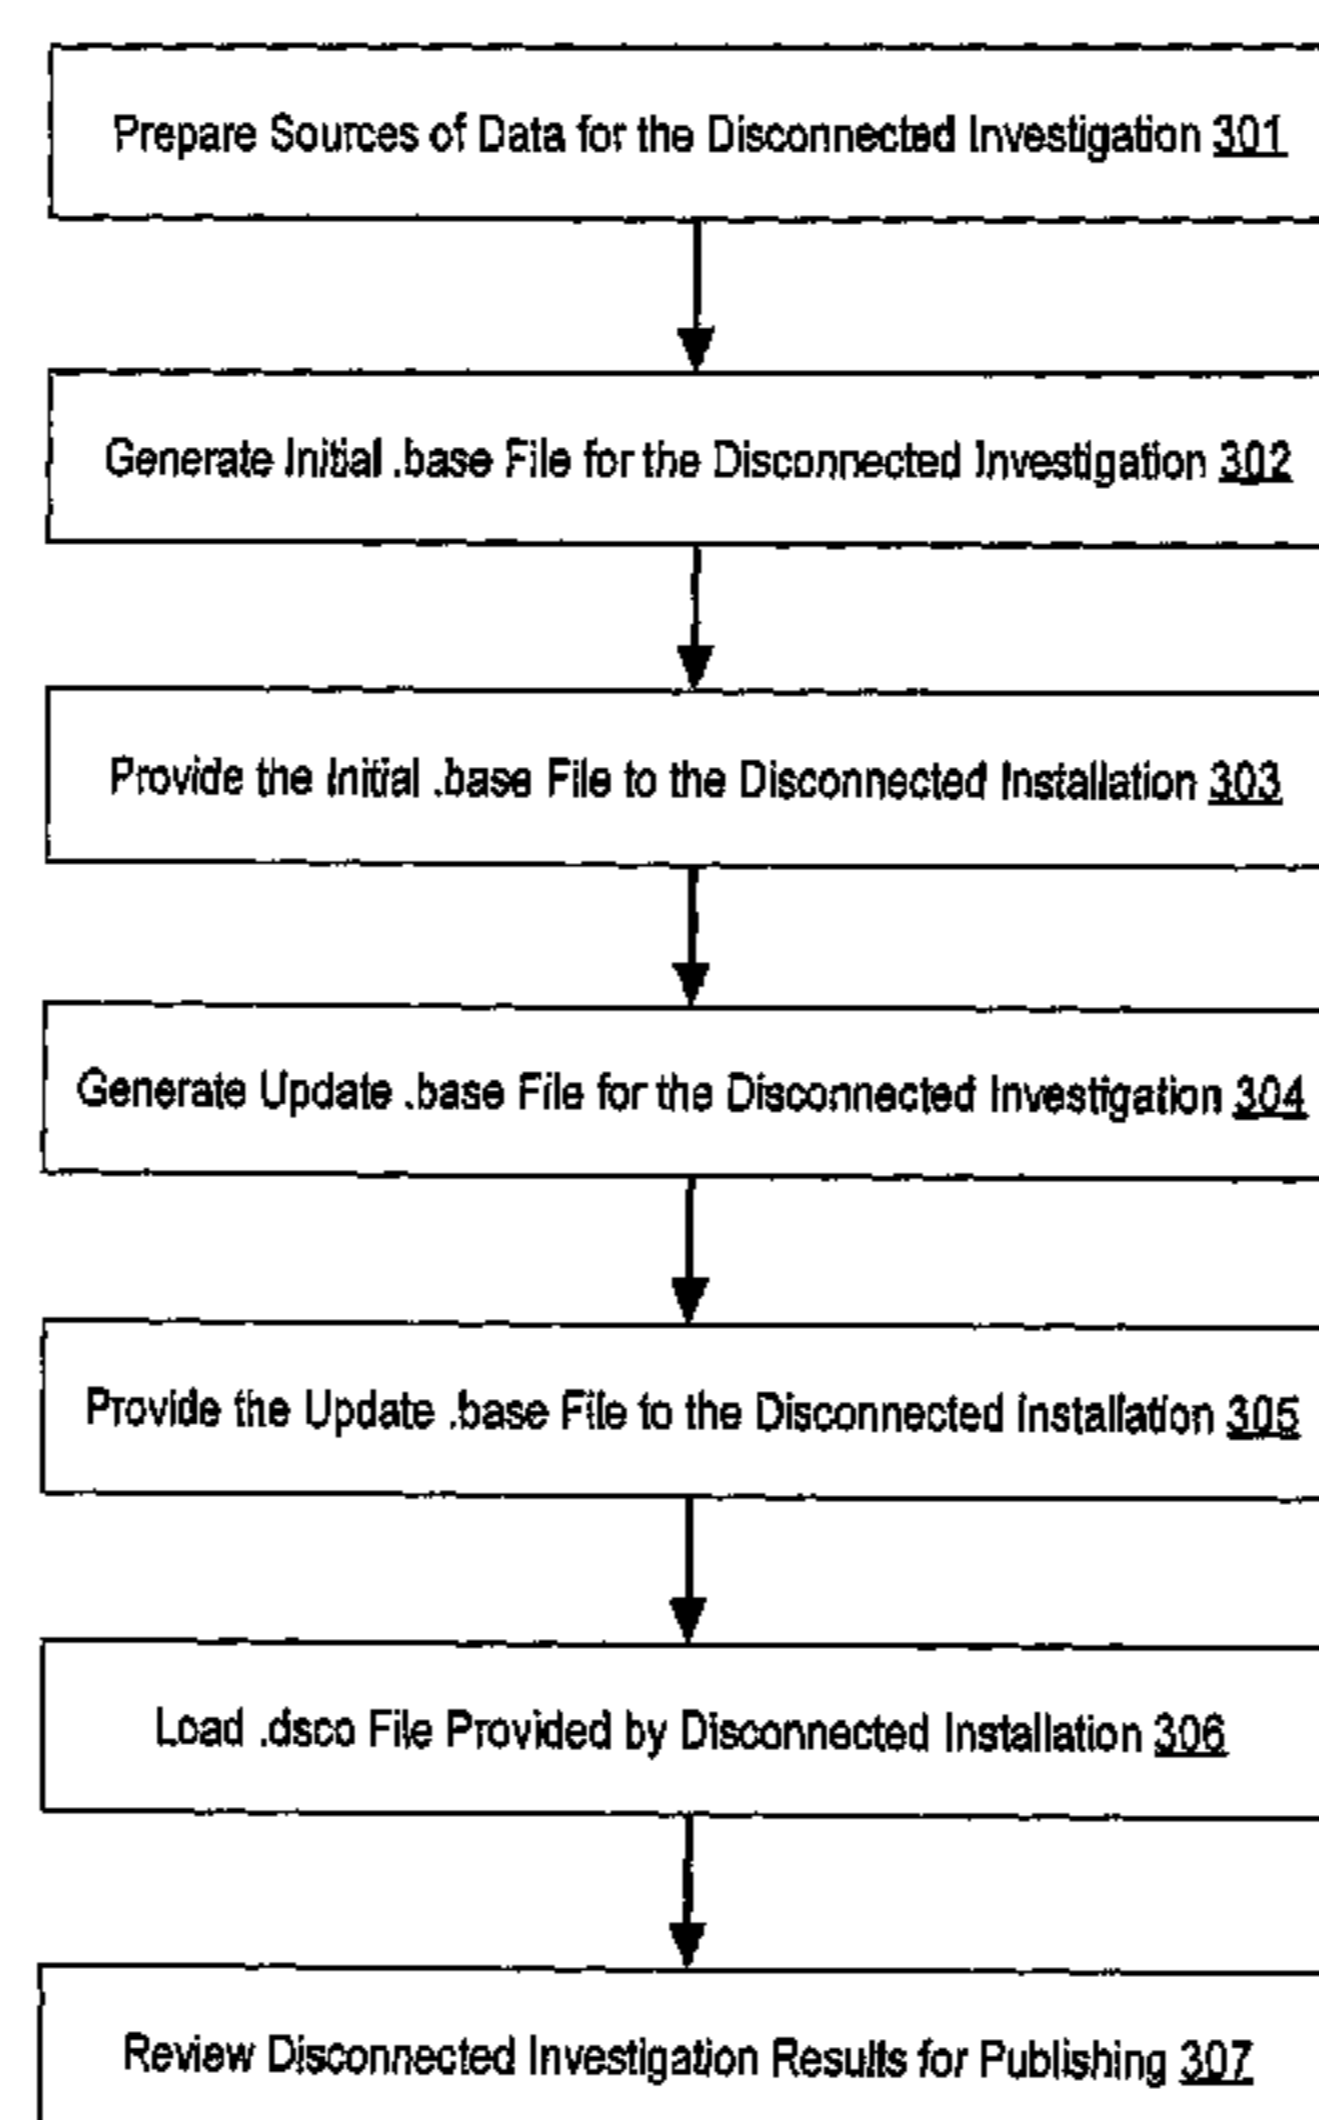 Prepare Sources of Data for the Disconnected Investigation 301
Generate Initial .base File for the Disconnected Investigation 302
Provide the Initial .base File to the Disconnected Installation 303
Generate Update .base File for the Disconnected Investigation 304
Provide the Update .base File to the Disconnected Installation 305
Load .dsco File Provided by Disconnected Installation 306
Review Disconnected Investigation Results for Publishing 307